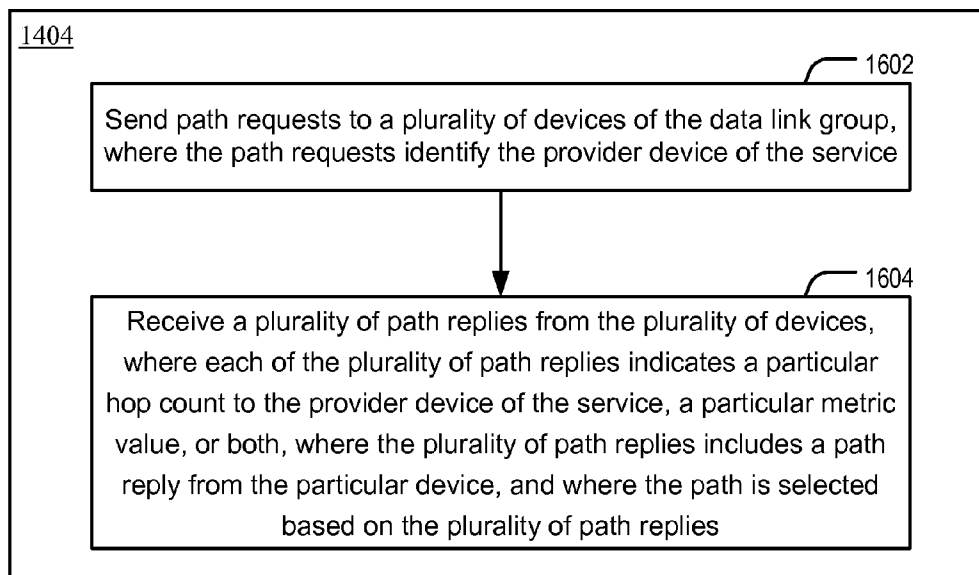 1404
1602
Send path requests to a plurality of devices of the data link group,
where the path requests identify the provider device of the service
1604
Receive a plurality of path replies from the plurality of devices,
where each of the plurality of path replies indicates a particular
hop count to the provider device of the service, a particular metric
value, or both, where the plurality of path replies includes a path
reply from the particular device, and where the path is selected
based on the plurality of path replies